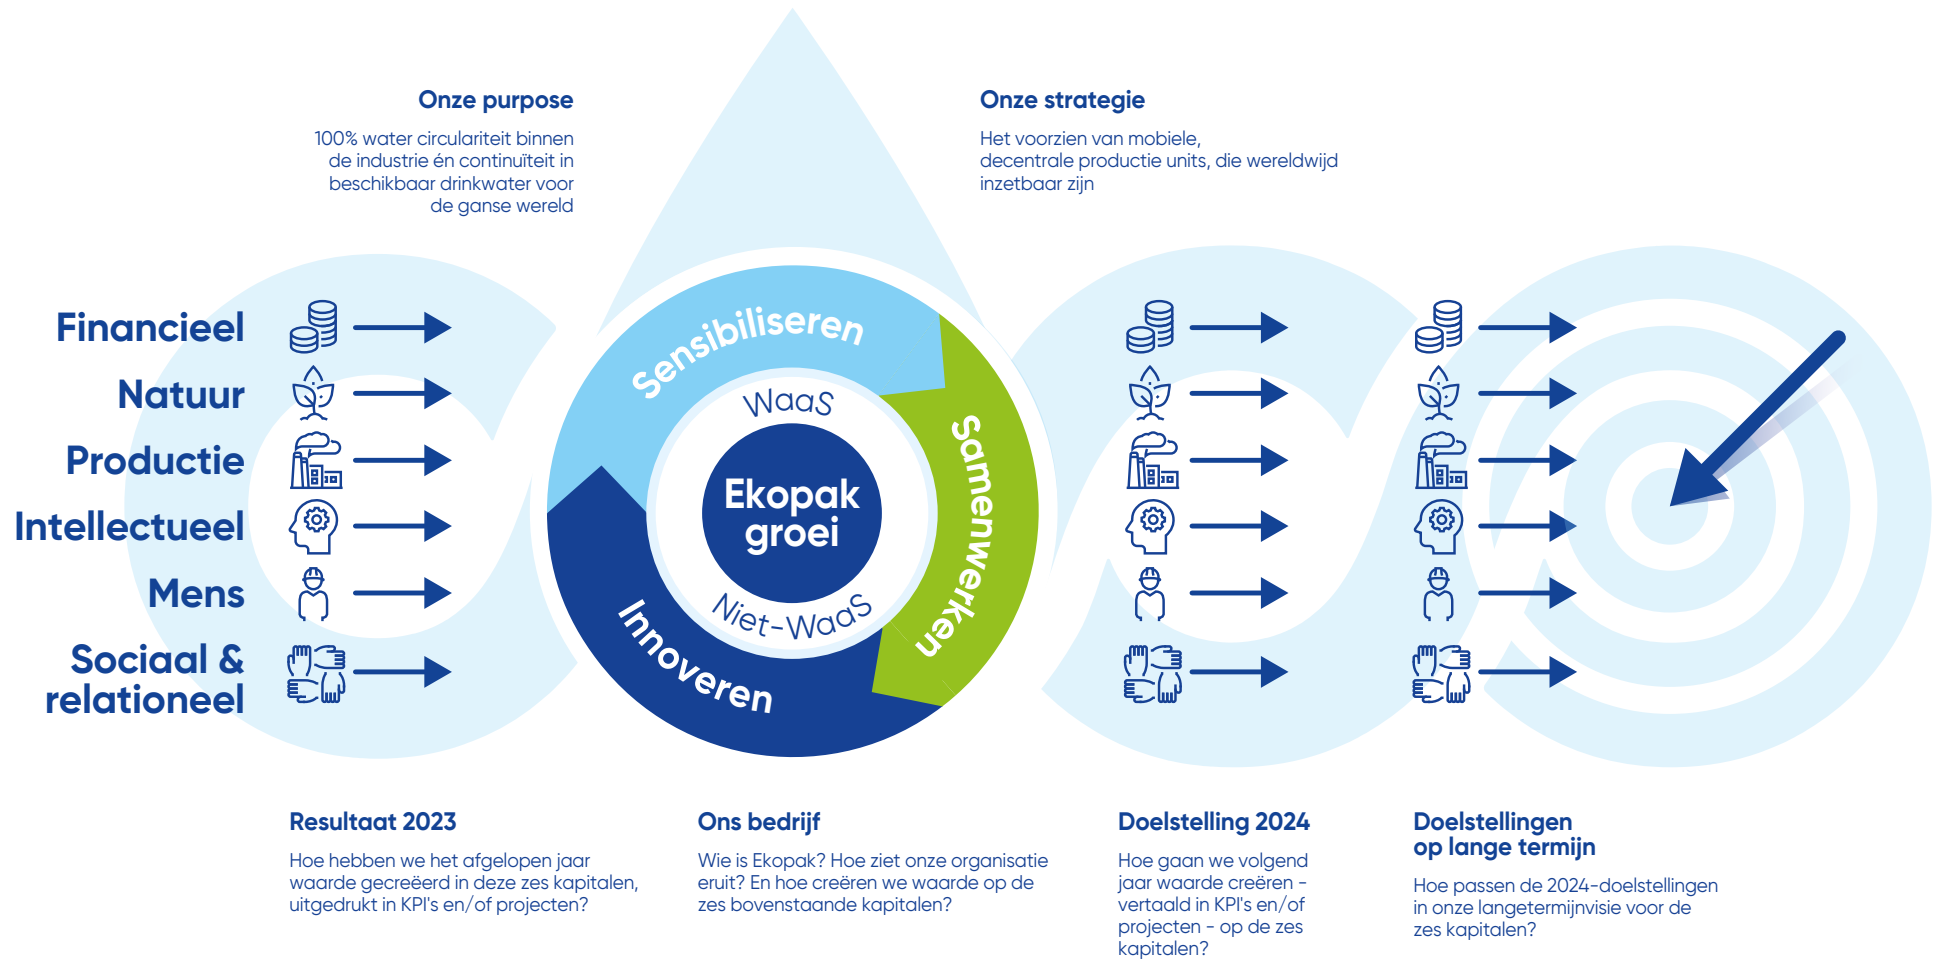 Onze purpose
100% water circulariteit binnen
de industrie én continuïteit in
beschikbaar drinkwater voor
de ganse wereld
Onze strategie
Het voorzien van mobiele,
decentrale productie units, die wereldwijd
inzetbaar zijn
Financieel
Natuur
Productie
Intellectueel
Mens
Sociaal &
relationeel
Sensibiliseren
Samenwerken
Innoveren
WaaS
Ekopak
groei
Niet-WaaS
Resultaat 2023
Hoe hebben we het afgelopen jaar
waarde gecreëerd in deze zes kapitalen,
uitgedrukt in KPI's en/of projecten?
Ons bedrijf
Wie is Ekopak? Hoe ziet onze organisatie
eruit? En hoe creëren we waarde op de
zes bovenstaande kapitalen?
Doelstelling 2024
Hoe gaan we volgend
jaar waarde creëren -
vertaald in KPI's en/of
projecten - op de zes
kapitalen?
Doelstellingen
op lange termijn
Hoe passen de 2024-doelstellingen
in onze langetermijnvisie voor de
zes kapitalen?